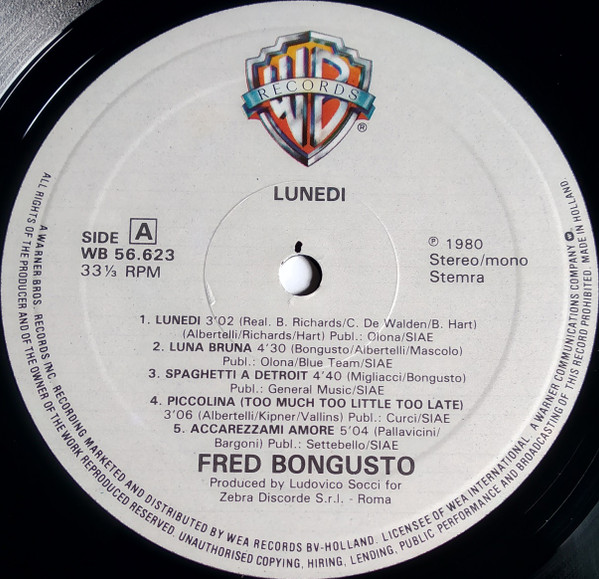 WB
RECORDS
®
LUNEDI
SIDE A
WB 56.623
33⅓ RPM
℗ 1980
Stereo/mono
Stemra
1. LUNEDI 3'02 (Real. B. Richards/C. De Walden/B. Hart)
(Albertelli/Richards/Hart) Publ.: Olona/SIAE
2. LUNA BRUNA 4'30 (Bongusto/Albertelli/Mascolo)
Publ.: Olona/Blue Team/SIAE
3. SPAGHETTI A DETROIT 4'40 (Migliacci/Bongusto)
Publ.: General Music/SIAE
4. PICCOLINA (TOO MUCH TOO LITTLE TOO LATE)
3'06 (Albertelli/Kipner/Vallins) Publ.: Curci/SIAE
5. ACCAREZZAMI AMORE 5'04 (Pallavicini/
Bargoni) Publ.: Settebello/SIAE
FRED BONGUSTO
Produced by Ludovico Socci for
Zebra Discorde S.r.l. - Roma
A WARNER BROS. RECORDS INC. RECORDING MARKETED AND DISTRIBUTED BY WEA RECORDS BV-HOLLAND. LICENSEE OF WEA INTERNATIONAL INC. A WARNER COMMUNICATIONS COMPANY. MADE IN HOLLAND.
ALL RIGHTS OF THE PRODUCER AND OF THE OWNER OF THE WORK REPRODUCED RESERVED. UNAUTHORISED COPYING, HIRING, LENDING, PUBLIC PERFORMANCE AND BROADCASTING OF THIS RECORD PROHIBITED.